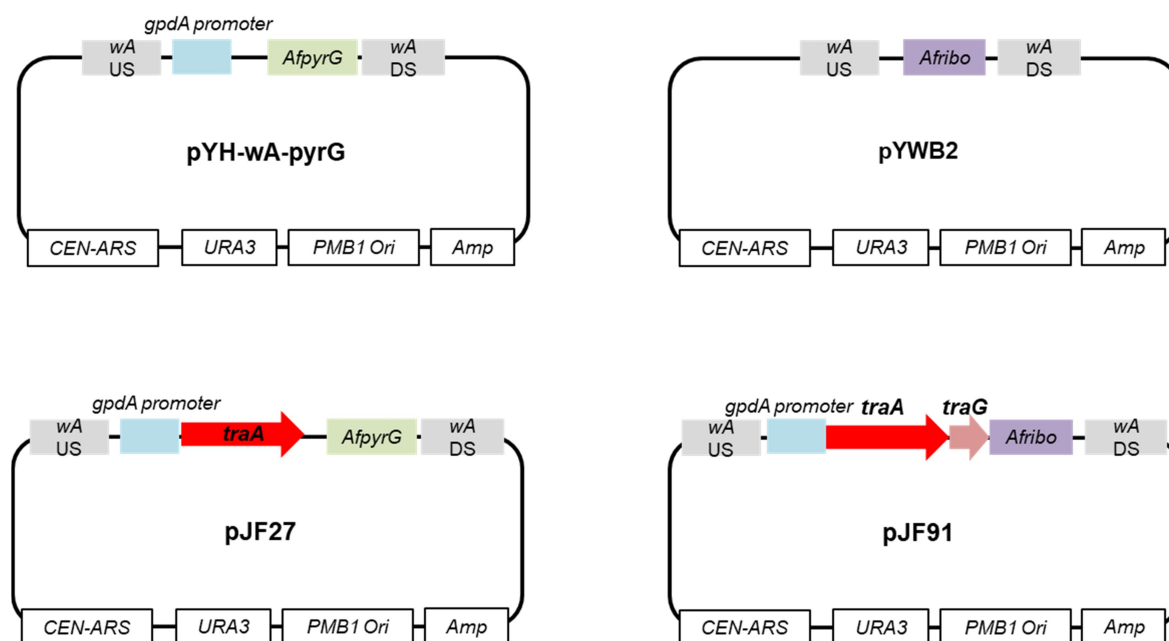 gpdA promoter
wA
US
AfpyrG
wA
DS
pYH-wA-pyrG
CEN-ARS
URA3
PMB1 Ori
Amp
wA
US
Afribo
wA
DS
pYWB2
CEN-ARS
URA3
PMB1 Ori
Amp
gpdA promoter
wA
US
traA
AfpyrG
wA
DS
pJF27
CEN-ARS
URA3
PMB1 Ori
Amp
gpdA promoter traA traG
wA
US
Afribo
wA
DS
pJF91
CEN-ARS
URA3
PMB1 Ori
Amp